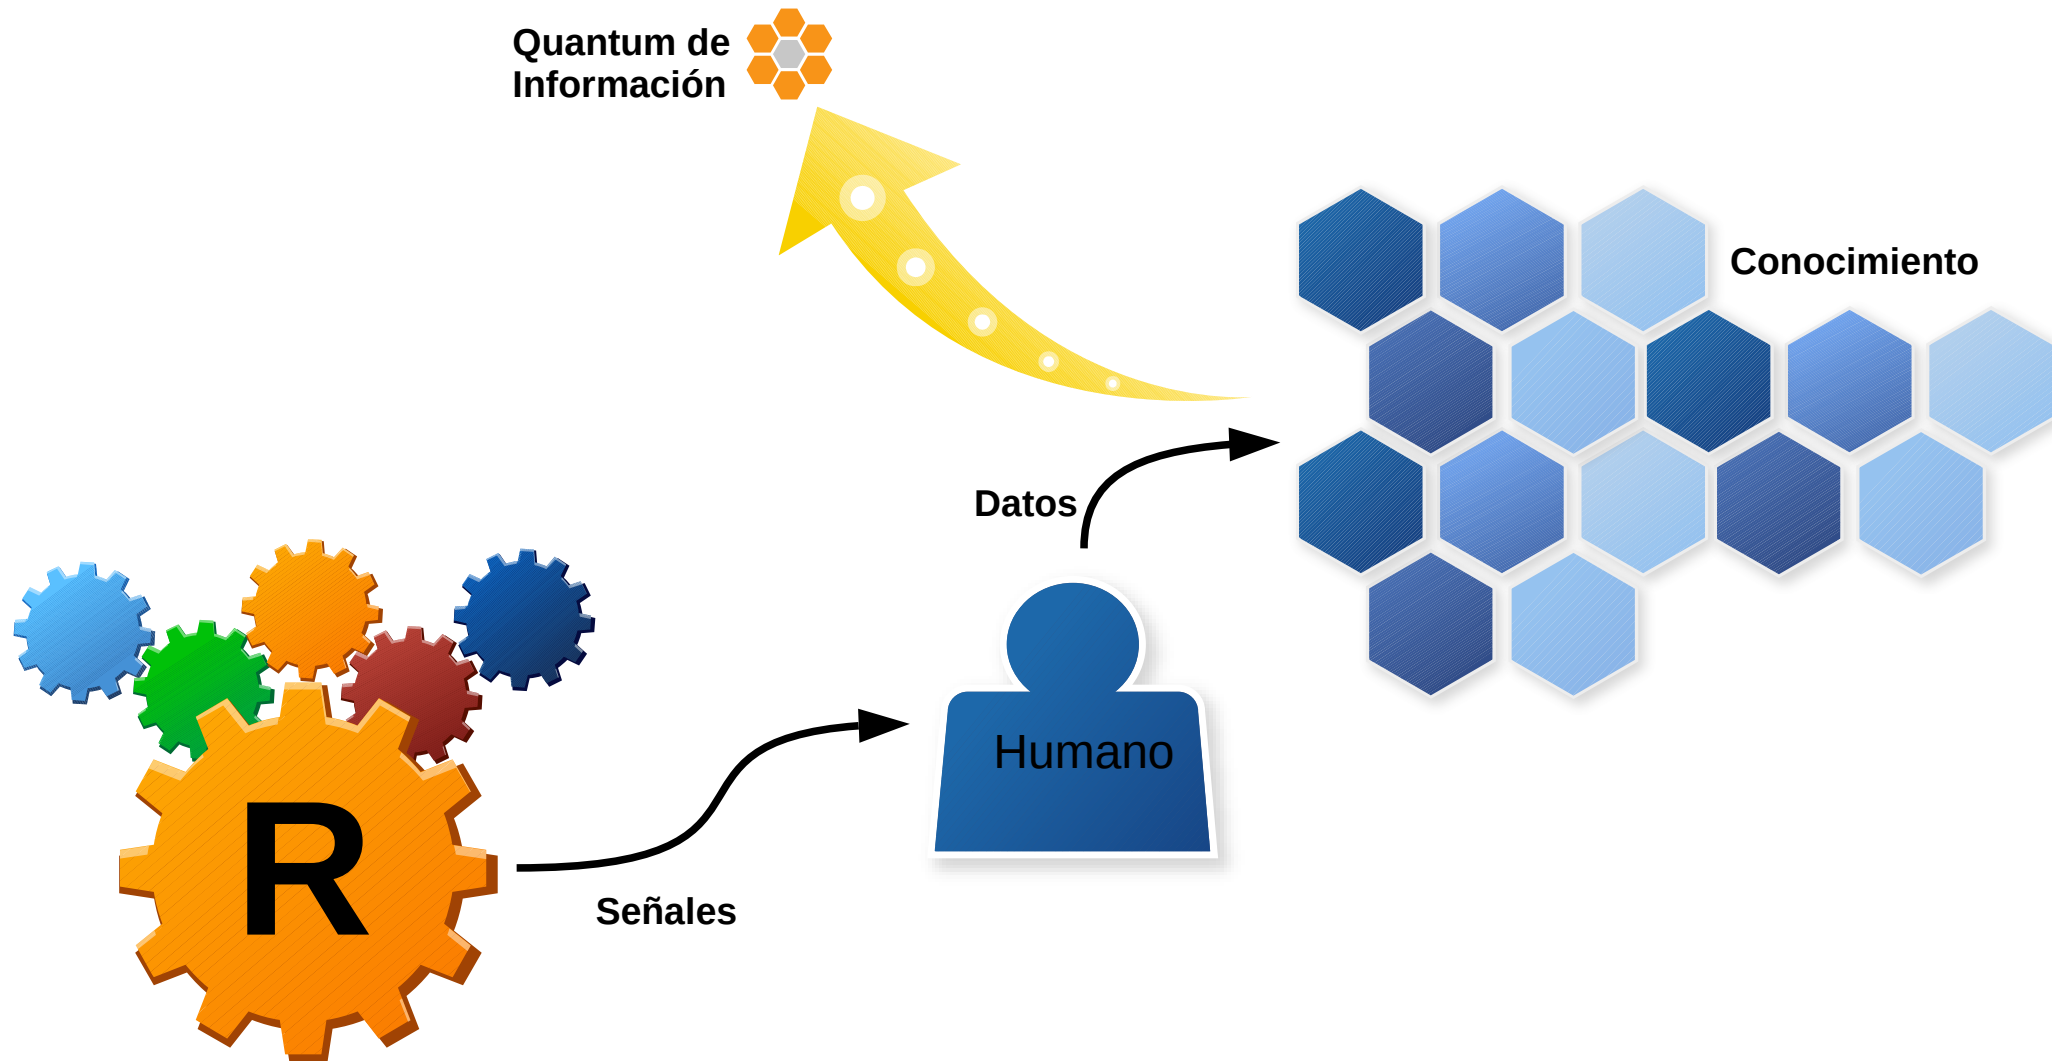 Quantum de
Información
Conocimiento
Datos
Humano
R
Señales